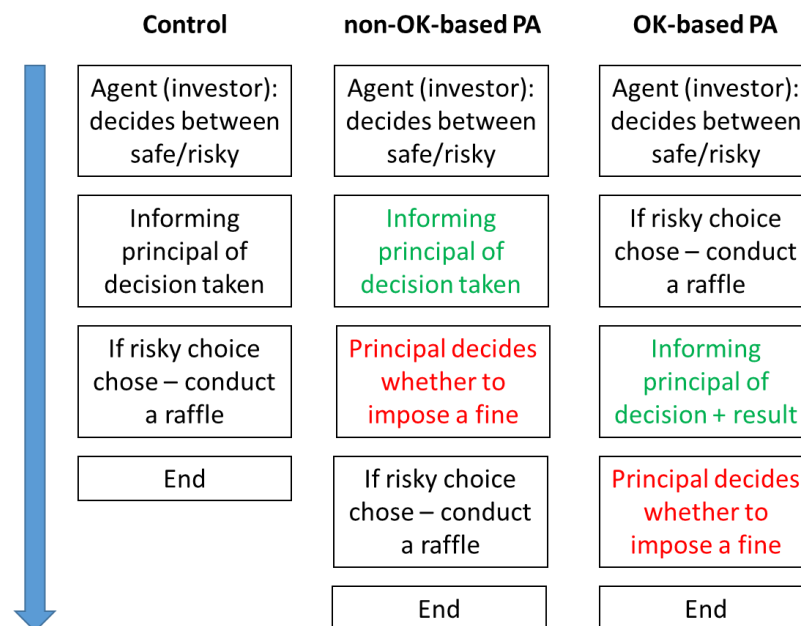 Control
non-OK-based PA
OK-based PA
Agent (investor):
decides between
safe/risky
Agent (investor):
decides between
safe/risky
Agent (investor):
decides between
safe/risky
Informing
principal of
decision taken
Informing
principal of
decision taken
If risky choice
chose – conduct
a raffle
If risky choice
chose – conduct
a raffle
Principal decides
whether to
impose a fine
Informing
principal of
decision + result
End
If risky choice
chose – conduct
a raffle
Principal decides
whether to
impose a fine
End
End